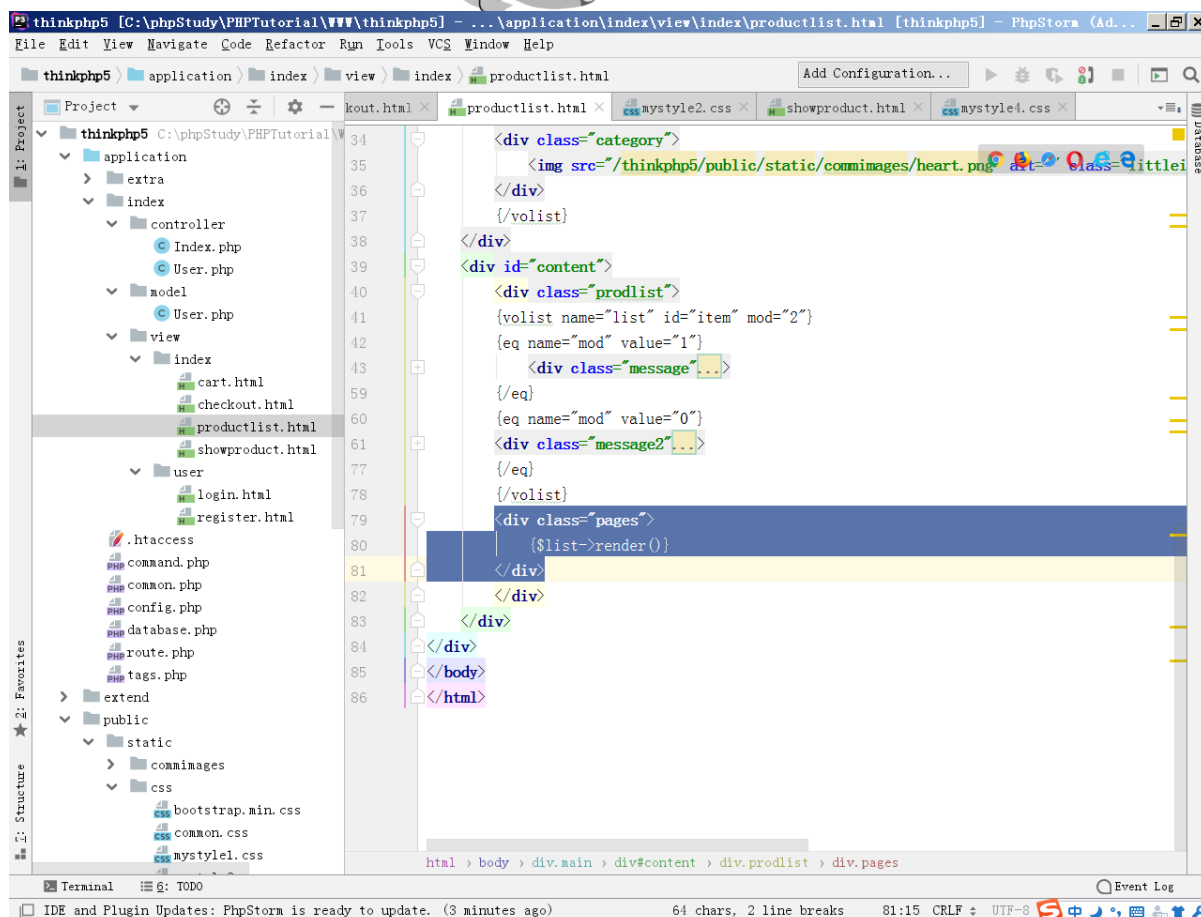 thinkphp5 [C:\phpStudy\PHPTutorial\WWW\thinkphp5] - ...\application\index\view\index\productlist.html [thinkphp5] - PhpStorm (Ad...
File Edit View Navigate Code Refactor Run Tools VCS Window Help
thinkphp5 application index view index productlist.html Add Configuration...
Project
kout.html productlist.html mystyle2.css showproduct.html mystyle4.css
1: Project
Database
thinkphp5 C:\phpStudy\PHPTutorial\W
application
extra
index
controller
Index.php
User.php
model
User.php
view
index
cart.html
checkout.html
productlist.html
showproduct.html
user
login.html
register.html
.htaccess
command.php
common.php
config.php
database.php
route.php
tags.php
extend
public
static
commimages
css
bootstrap.min.css
common.css
mystyle1.css
34 <div class="category">
35 <img src="/thinkphp5/public/static/commimages/heart.png" alt="" class="littlei
36 </div>
37 {/volist}
38 </div>
39 <div id="content">
40 <div class="prodlist">
41 {volist name="list" id="item" mod="2"}
42 {eq name="mod" value="1"}
43 <div class="message"...>
59 {/eq}
60 {eq name="mod" value="0"}
61 <div class="message2"...>
77 {/eq}
78 {/volist}
79 <div class="pages">
80 {$list->render()}
81 </div>
82 </div>
83 </div>
84 </div>
85 </body>
86 </html>
2: Favorites
7: Structure
html › body › div.main › div#content › div.prodlist › div.pages
Terminal 6: TODO Event Log
IDE and Plugin Updates: PhpStorm is ready to update. (3 minutes ago) 64 chars, 2 line breaks 81:15 CRLF UTF-8 中